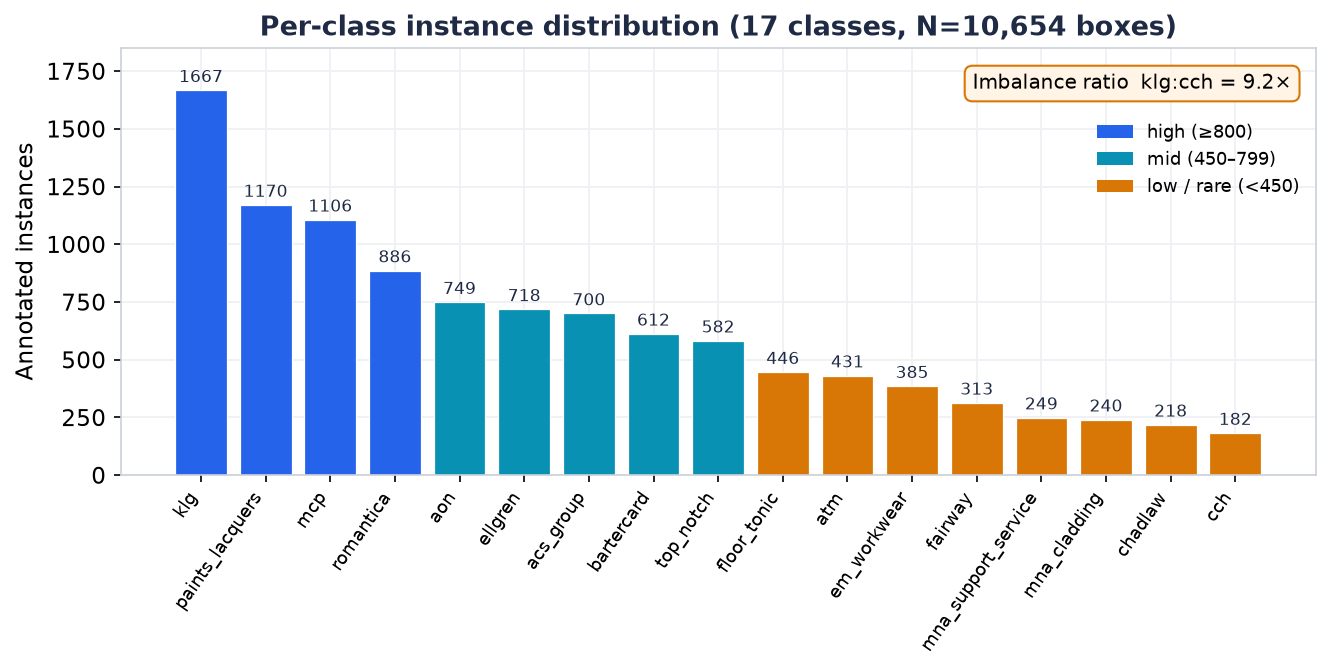 Per-class instance distribution (17 classes, N=10,654 boxes)
Imbalance ratio klg:cch = 9.2×
high (≥800)
mid (450–799)
low / rare (<450)
Annotated instances
1750
1500
1250
1000
750
500
250
0
1667
1170
1106
886
749
718
700
612
582
446
431
385
313
249
240
218
182
klg
paints_lacquers
mcp
romantica
aon
ellgren
acs_group
bartercard
top_notch
floor_tonic
atm
em_workwear
fairway
mna_support_service
mna_cladding
chadlaw
cch